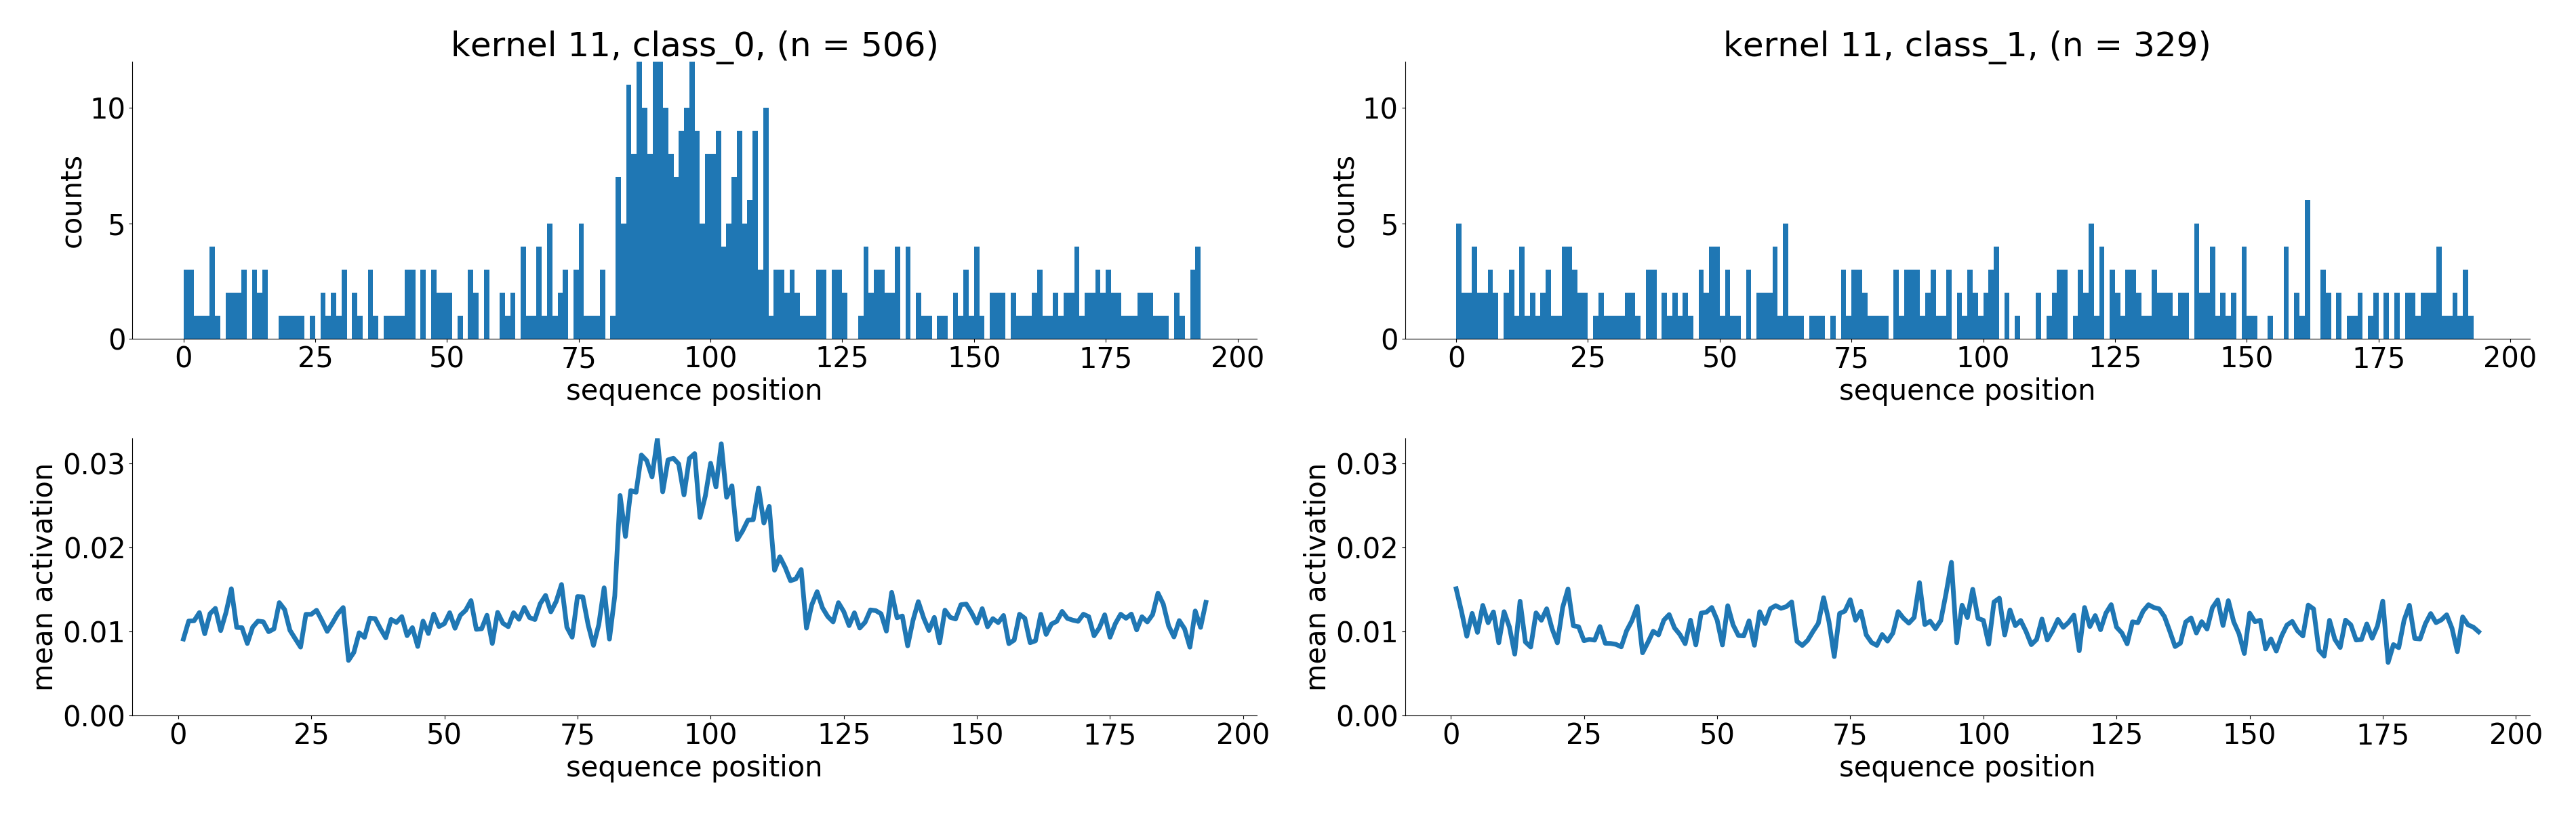 kernel 11, class_0, (n = 506)
counts
10
5
0
0 25 50 75 100 125 150 175 200
sequence position
mean activation
0.03
0.02
0.01
0.00
0 25 50 75 100 125 150 175 200
sequence position
kernel 11, class_1, (n = 329)
counts
10
5
0
0 25 50 75 100 125 150 175 200
sequence position
mean activation
0.03
0.02
0.01
0.00
0 25 50 75 100 125 150 175 200
sequence position